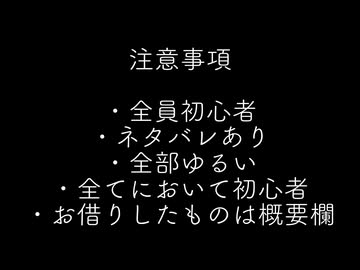 注意事項
・全員初心者
・ネタバレあり
・全部ゆるい
・全てにおいて初心者
・お借りしたものは概要欄